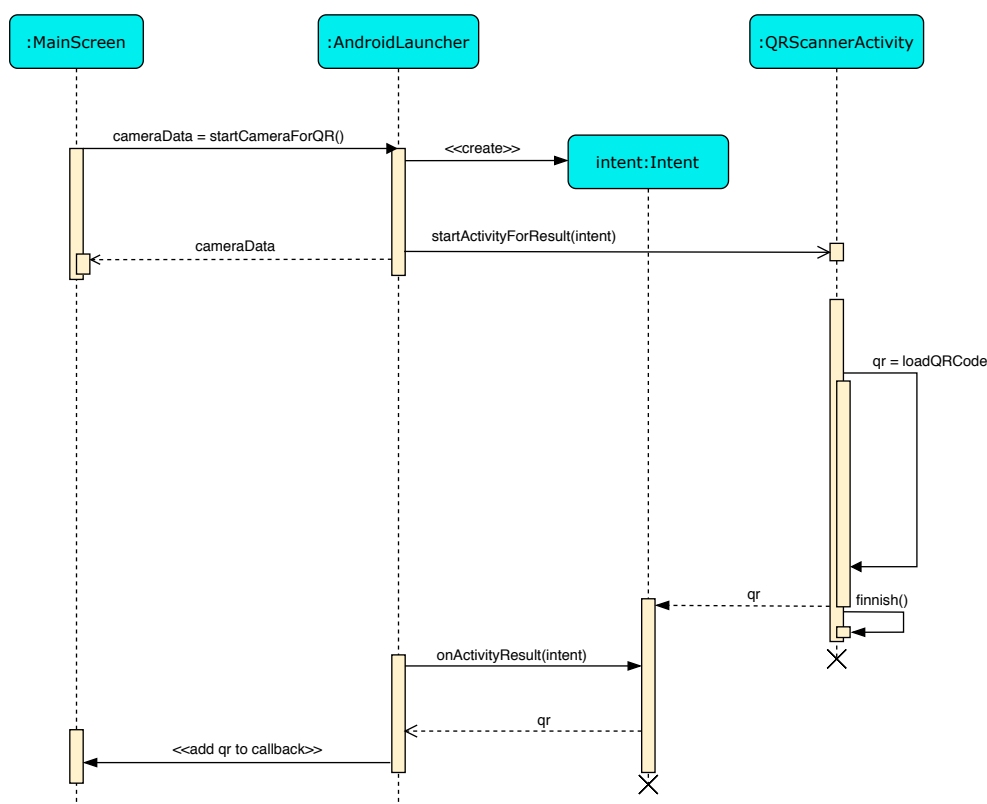 :MainScreen
:AndroidLauncher
:QRScannerActivity
cameraData = startCameraForQR()
<<create>>
intent:Intent
startActivityForResult(intent)
cameraData
qr = loadQRCode
qr
finnish()
onActivityResult(intent)
qr
<<add qr to callback>>